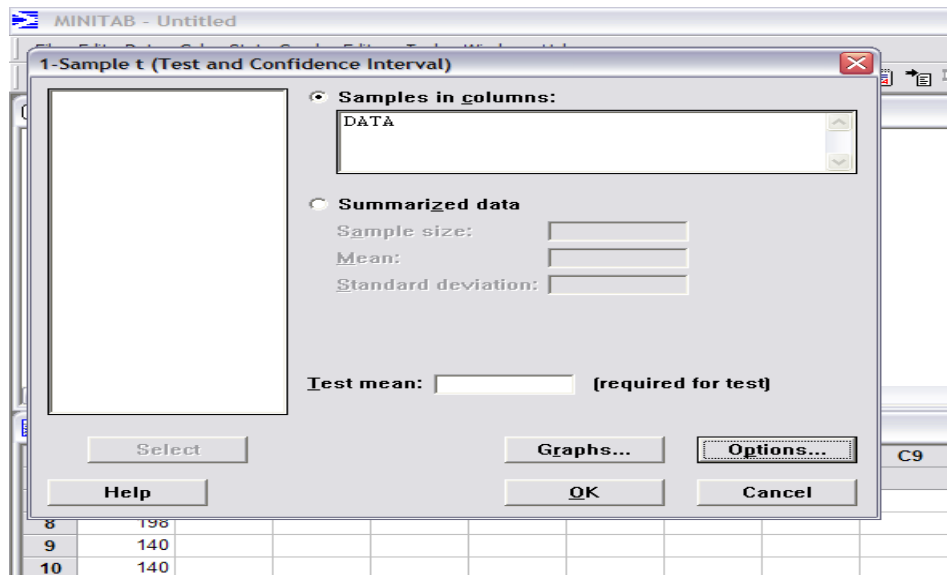 MINITAB - Untitled
1-Sample t (Test and Confidence Interval)
Samples in columns:
DATA
Summarized data
Sample size:
Mean:
Standard deviation:
Test mean: (required for test)
Select Graphs... Options...
Help OK Cancel
C9
8 198
9 140
10 140